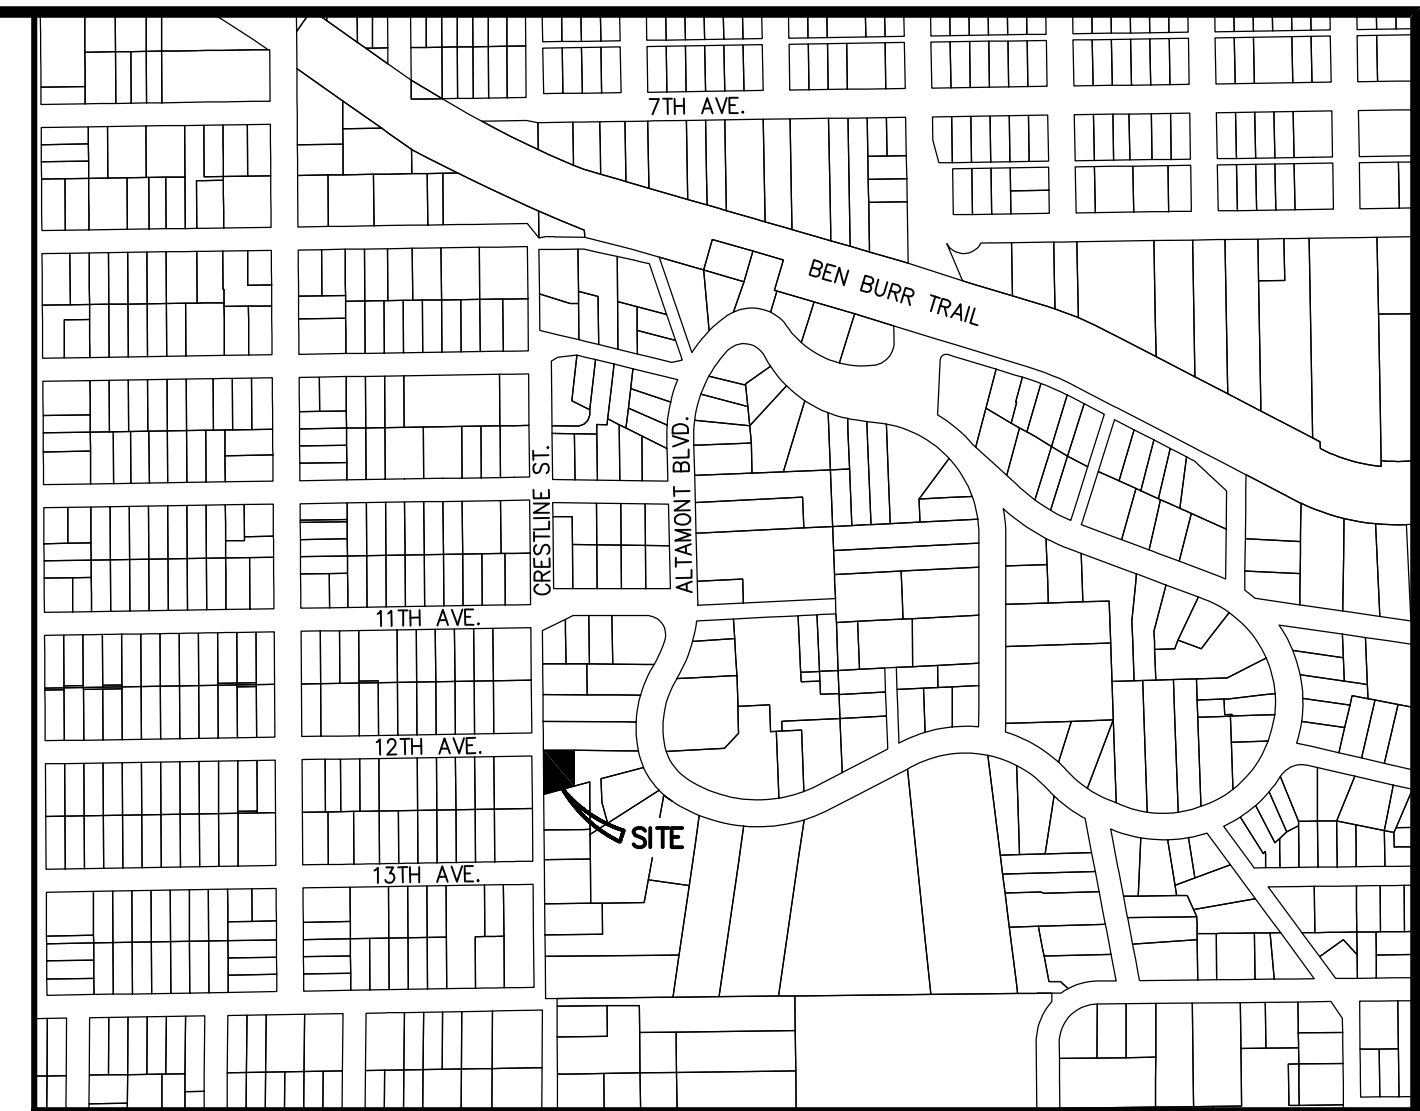 7TH AVE.
BEN BURR TRAIL
CRESTLINE ST.
ALTAMONT BLVD.
11TH AVE.
12TH AVE.
SITE
13TH AVE.